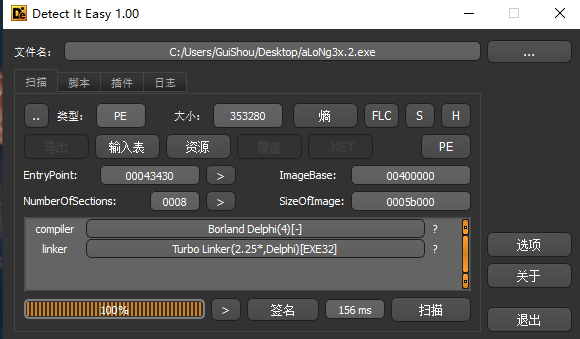 Detect It Easy 1.00
文件名: C:/Users/GuiShou/Desktop/aLoNg3x.2.exe ...
扫描 脚本 插件 日志
.. 类型: PE 大小: 353280 熵 FLC S H
导出 输入表 资源 覆盖 .NET PE
EntryPoint: 00043430 > ImageBase: 00400000
NumberOfSections: 0008 > SizeOfImage: 0005b000
compiler Borland Delphi(4)[-] ?
linker Turbo Linker(2.25*,Delphi)[EXE32] ?
选项
关于
100% > 签名 156 ms 扫描
退出